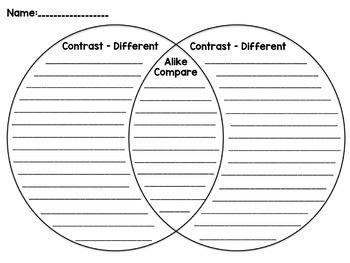 Name:_________________
Contrast - Different
Contrast - Different
Alike
Compare